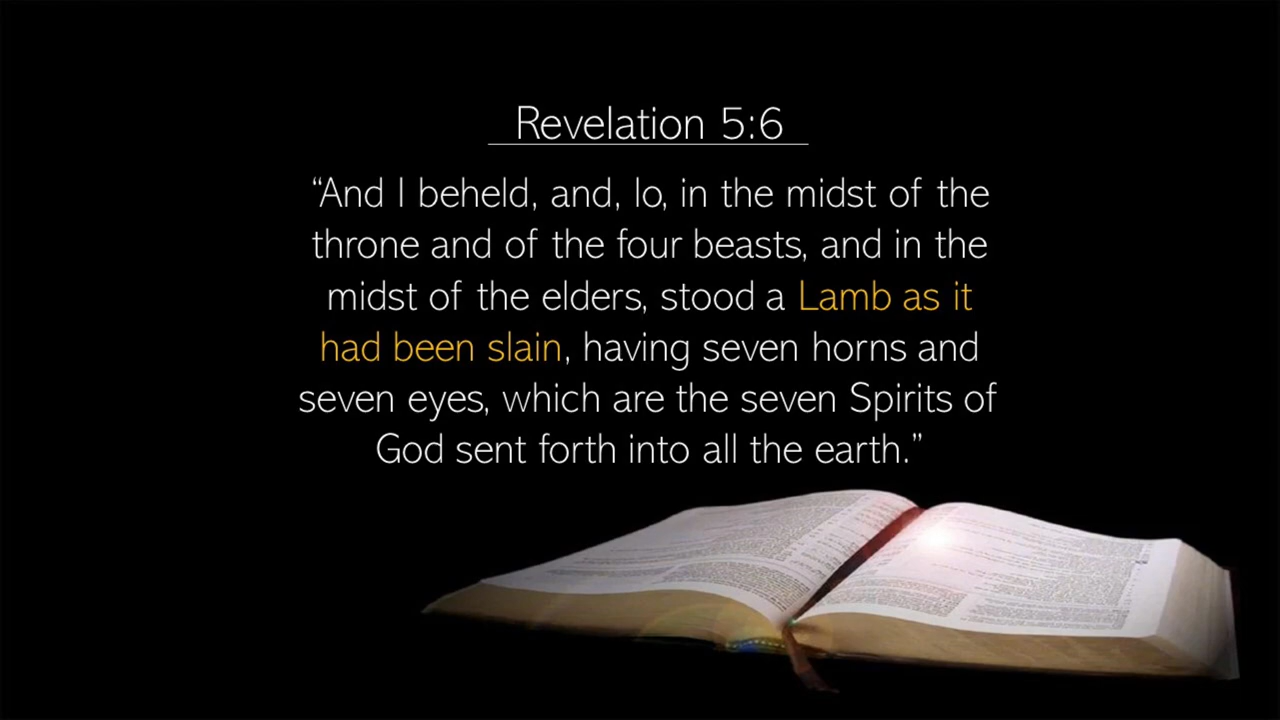 Revelation 5:6
“And I beheld, and, lo, in the midst of the
throne and of the four beasts, and in the
midst of the elders, stood a Lamb as it
had been slain, having seven horns and
seven eyes, which are the seven Spirits of
God sent forth into all the earth.”